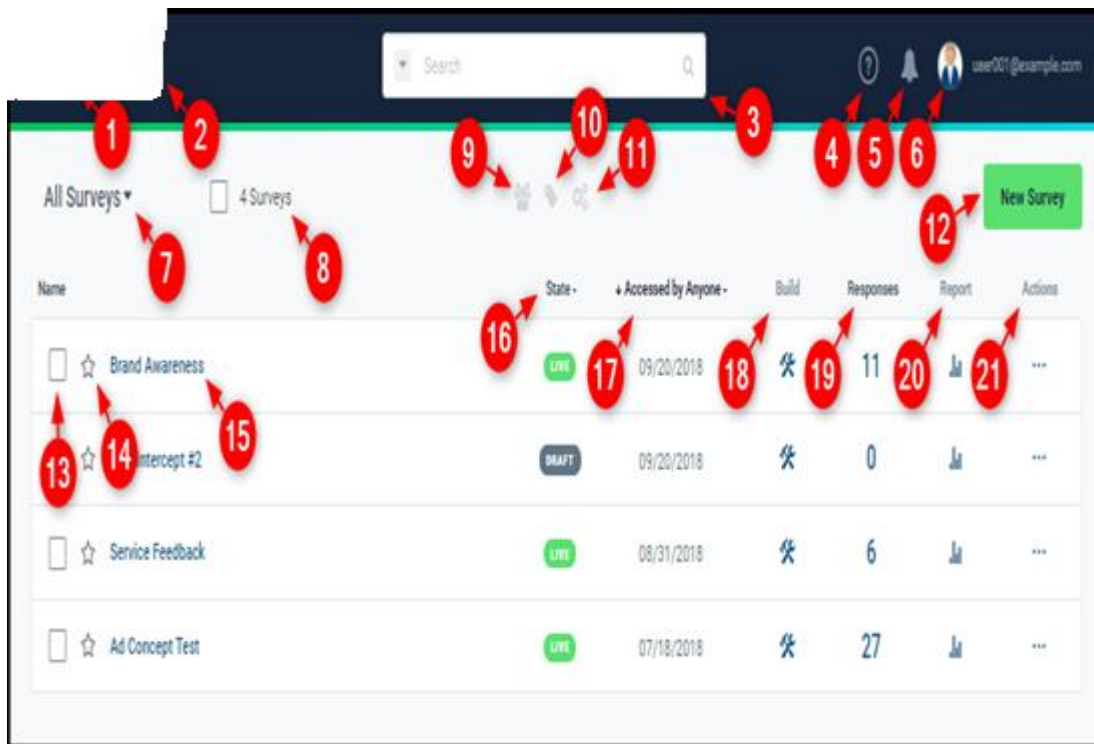 Search
?
user001@example.com
1
2
3
4
5
6
9
10
11
All Surveys
4 Surveys
New Survey
7
8
12
Name
State
Accessed by Anyone
Build
Responses
Report
Actions
16
17
18
19
20
21
Brand Awareness
LIVE
09/20/2018
11
...
13
14
15
ntercept #2
DRAFT
09/20/2018
0
...
Service Feedback
LIVE
08/31/2018
6
...
Ad Concept Test
LIVE
07/18/2018
27
...